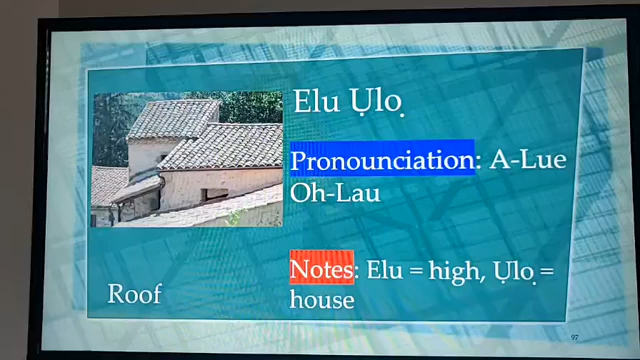 Elu Ụlọ
Pronounciation: A-Lue
Oh-Lau
Notes: Elu = high, Ụlọ =
house
Roof
97